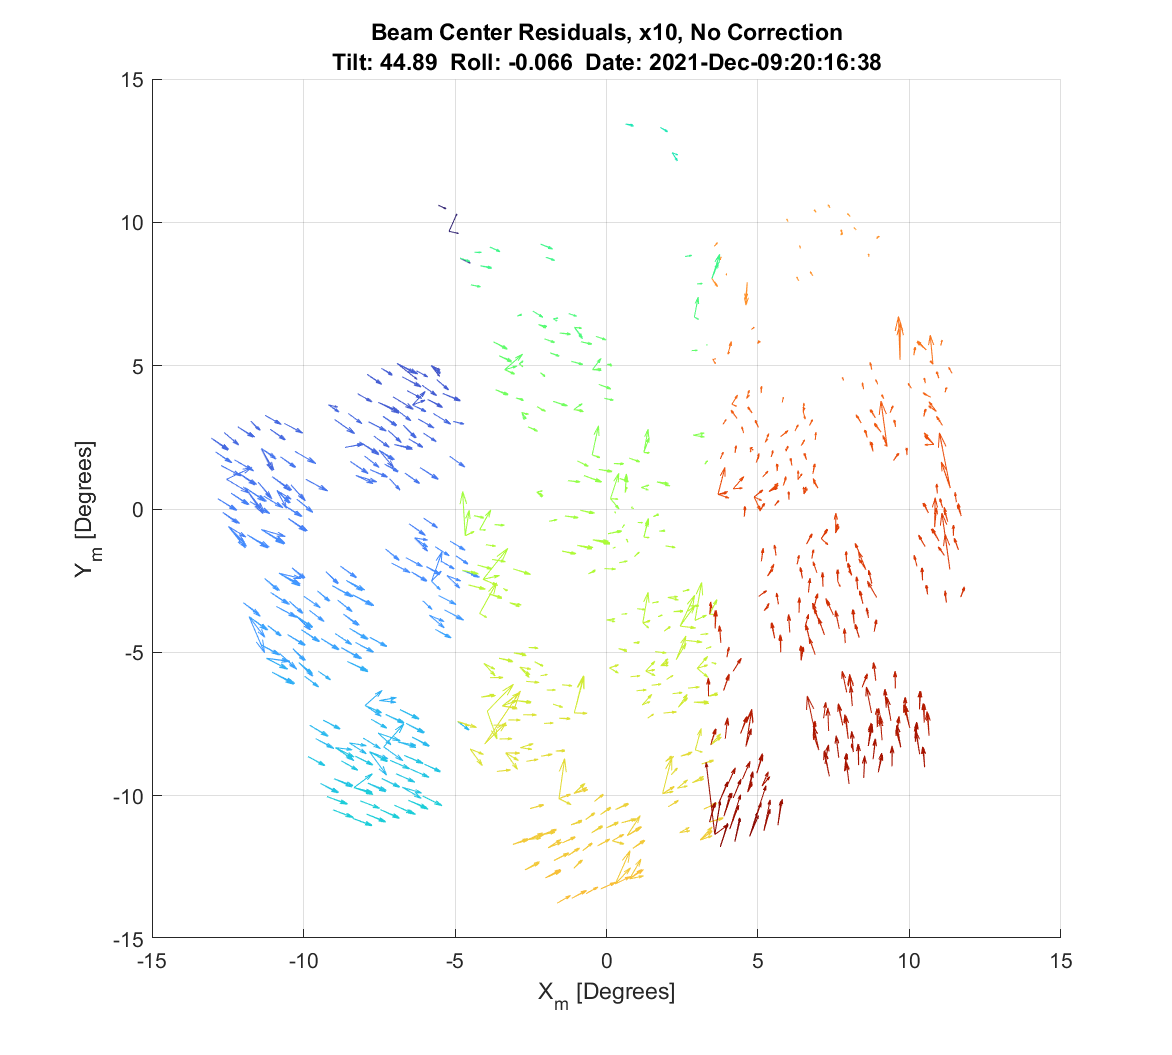 Beam Center Residuals, x10, No Correction
Tilt: 44.89 Roll: -0.066 Date: 2021-Dec-09:20:16:38
15
10
5
0
-5
-10
-15
Y_m [Degrees]
-15 -10 -5 0 5 10 15
X_m [Degrees]